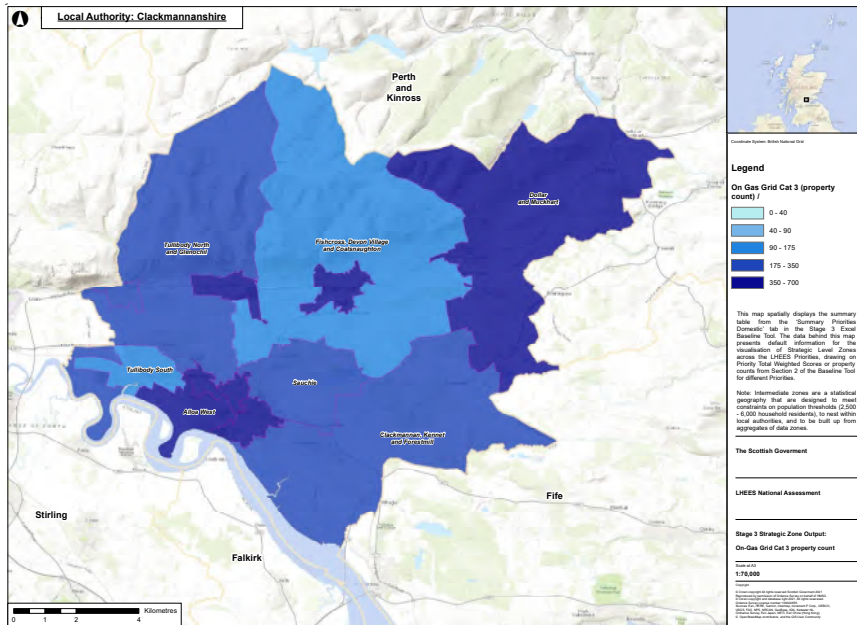 Local Authority: Clackmannanshire
Perth
and
Kinross
Dollar
and Muckhart
Tullibody North
and Glenochil
Fishcross, Devon Village
and Coalsnaughton
Tullibody South
Sauchie
Alloa West
Clackmannan, Kennet
and Forestmill
Stirling
Falkirk
Fife
Kilometres
0 1 2 4
Coordinate System: British National Grid
Legend
On Gas Grid Cat 3 (property
count) /
0 - 40
40 - 90
90 - 175
175 - 350
350 - 700
This map spatially displays the summary
table from the 'Summary Priorities
Domestic' tab in the Stage 3 Excel
Baseline Tool. The data behind this map
presents default information for the
visualisation of Strategic Level Zones
across the LHEES Priorities, drawing on
Priority Total Weighted Scores or property
counts from Section 2 of the Baseline Tool
for different Priorities.
Note: Intermediate zones are a statistical
geography that are designed to meet
constraints on population thresholds (2,500
- 6,000 household residents), to nest within
local authorities, and to be built up from
aggregates of data zones.
The Scottish Goverment
LHEES National Assessment
Stage 3 Strategic Zone Output:
On-Gas Grid Cat 3 property count
Scale at A3
1:70,000
Copyright